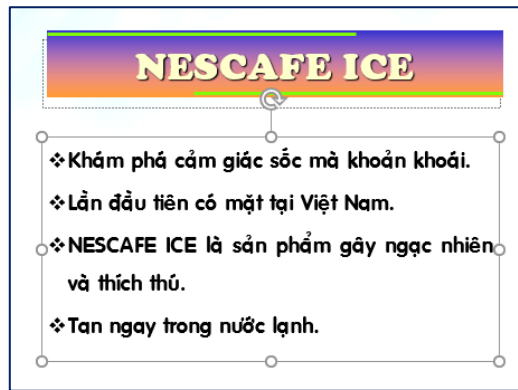 NESCAFE ICE
❖Khám phá cảm giác sốc mà khoản khoái.
❖Lần đầu tiên có mặt tại Việt Nam.
❖NESCAFE ICE là sản phẩm gây ngạc nhiên
và thích thú.
❖Tan ngay trong nước lạnh.